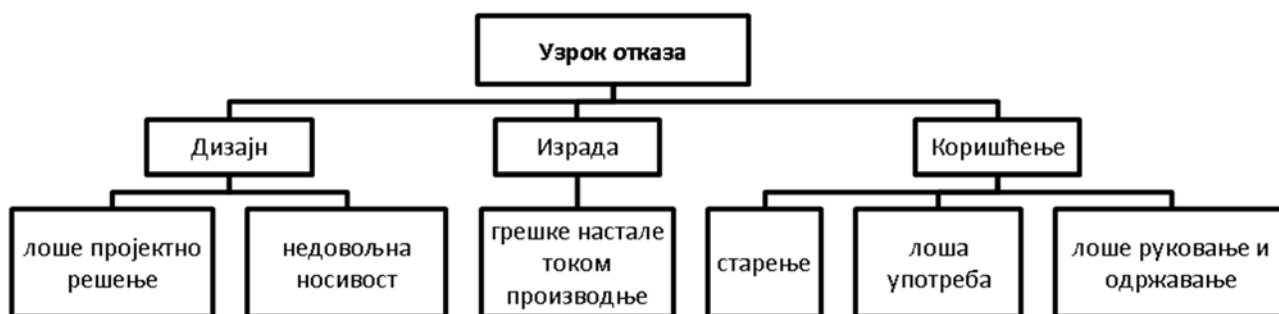 Узрок отказа
Дизајн
Израда
Коришћење
лоше пројектно
решење
недовољна
носивост
грешке настале
током
производње
старење
лоша
употреба
лоше руковање и
одржавање